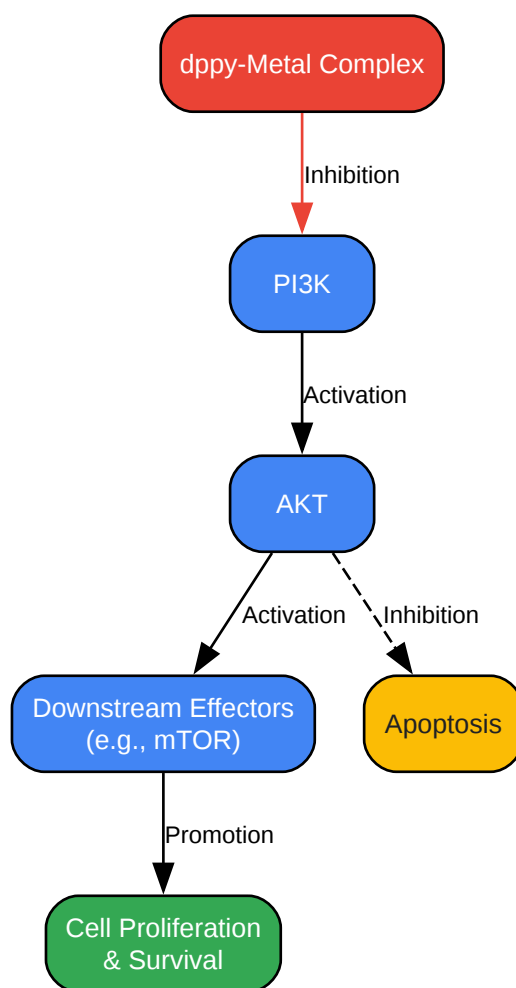 dppy-Metal Complex
Inhibition
PI3K
Activation
AKT
Activation
Inhibition
Downstream Effectors
(e.g., mTOR)
Apoptosis
Promotion
Cell Proliferation
& Survival